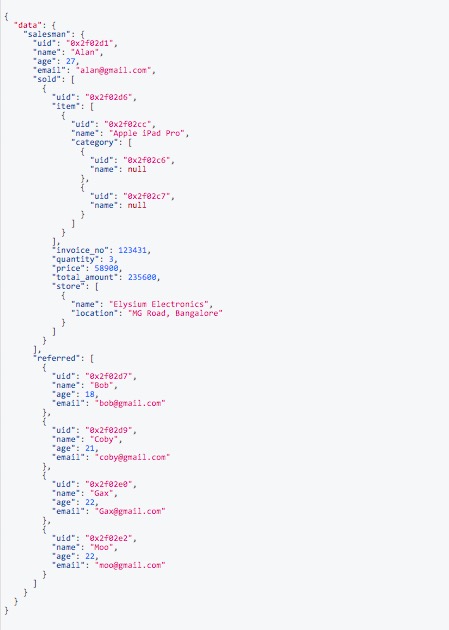 {
  "data": {
    "salesman": {
      "uid": "0x2f02d1",
      "name": "Alan",
      "age": 27,
      "email": "alan@gmail.com",
      "sold": [
        {
          "uid": "0x2f02d6",
          "item": [
            {
              "uid": "0x2f02cc",
              "name": "Apple iPad Pro",
              "category": [
                {
                  "uid": "0x2f02c6",
                  "name": null
                },
                {
                  "uid": "0x2f02c7",
                  "name": null
                }
              ]
            }
          ],
          "invoice_no": 123431,
          "quantity": 3,
          "price": 58900,
          "total_amount": 235600,
          "store": [
            {
              "name": "Elysium Electronics",
              "location": "MG Road, Bangalore"
            }
          ]
        }
      ],
      "referred": [
        {
          "uid": "0x2f02d7",
          "name": "Bob",
          "age": 18,
          "email": "bob@gmail.com"
        },
        {
          "uid": "0x2f02d9",
          "name": "Coby",
          "age": 21,
          "email": "coby@gmail.com"
        },
        {
          "uid": "0x2f02e0",
          "name": "Gax",
          "age": 22,
          "email": "Gax@gmail.com"
        },
        {
          "uid": "0x2f02e2",
          "name": "Moo",
          "age": 22,
          "email": "moo@gmail.com"
        }
      ]
    }
  }
}